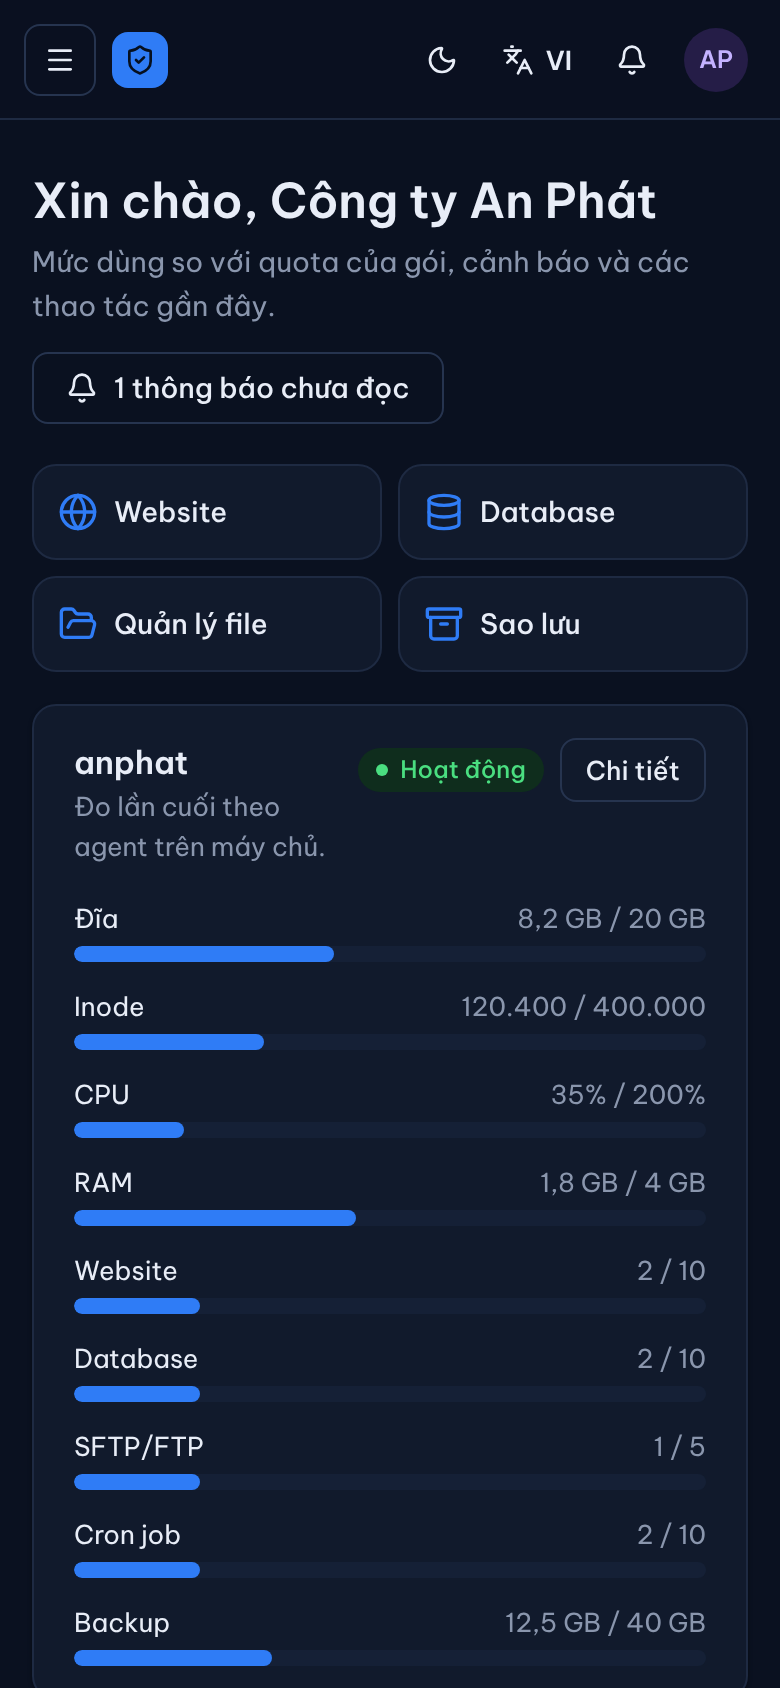 VI
AP
Xin chào, Công ty An Phát
Mức dùng so với quota của gói, cảnh báo và các
thao tác gần đây.
1 thông báo chưa đọc
Website
Database
Quản lý file
Sao lưu
anphat
Hoạt động
Chi tiết
Đo lần cuối theo
agent trên máy chủ.
Đĩa 8,2 GB / 20 GB
Inode 120.400 / 400.000
CPU 35% / 200%
RAM 1,8 GB / 4 GB
Website 2 / 10
Database 2 / 10
SFTP/FTP 1 / 5
Cron job 2 / 10
Backup 12,5 GB / 40 GB